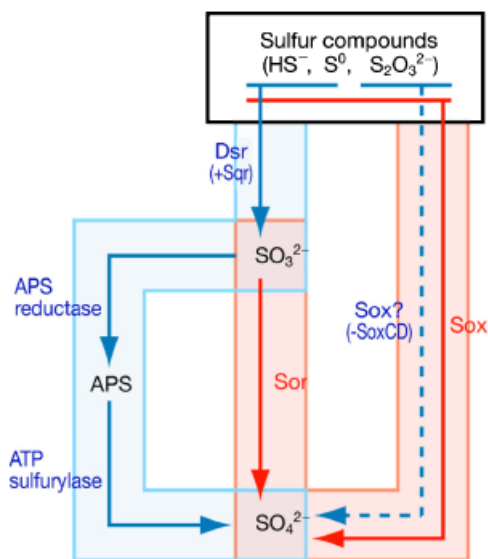 Sulfur compounds
(HS⁻, S⁰, S₂O₃²⁻)
Dsr
(+Sqr)
SO₃²⁻
APS
reductase
Sox?
(-SoxCD)
Sox
APS
Sor
ATP
sulfurylase
SO₄²⁻